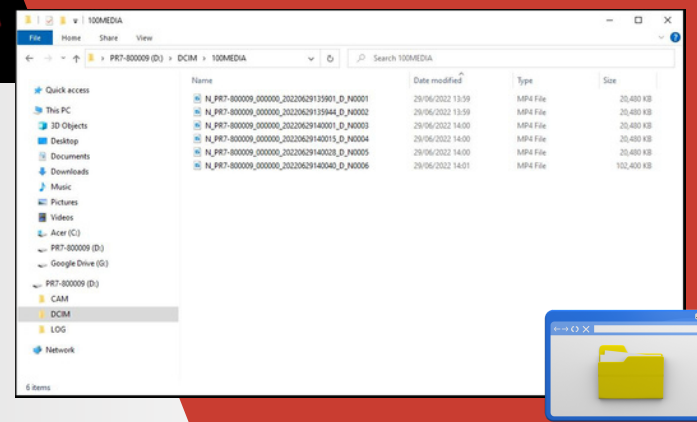 100MEDIA
File Home Share View
PR7-800009 (D:) > DCIM > 100MEDIA
Search 100MEDIA
Name Date modified Type Size
Quick access
This PC
3D Objects
Desktop
Documents
Downloads
Music
Pictures
Videos
Acer (C:)
PR7-800009 (D:)
Google Drive (G:)
PR7-800009 (D:)
CAM
DCIM
LOG
Network
N_PR7-800009_000000_20220629135901_D_N0001 29/06/2022 13:59 MP4 File 20,480 KB
N_PR7-800009_000000_20220629135944_D_N0002 29/06/2022 13:59 MP4 File 20,480 KB
N_PR7-800009_000000_20220629140001_D_N0003 29/06/2022 14:00 MP4 File 20,480 KB
N_PR7-800009_000000_20220629140015_D_N0004 29/06/2022 14:00 MP4 File 20,480 KB
N_PR7-800009_000000_20220629140028_D_N0005 29/06/2022 14:00 MP4 File 20,480 KB
N_PR7-800009_000000_20220629140040_D_N0006 29/06/2022 14:01 MP4 File 102,400 KB
6 items